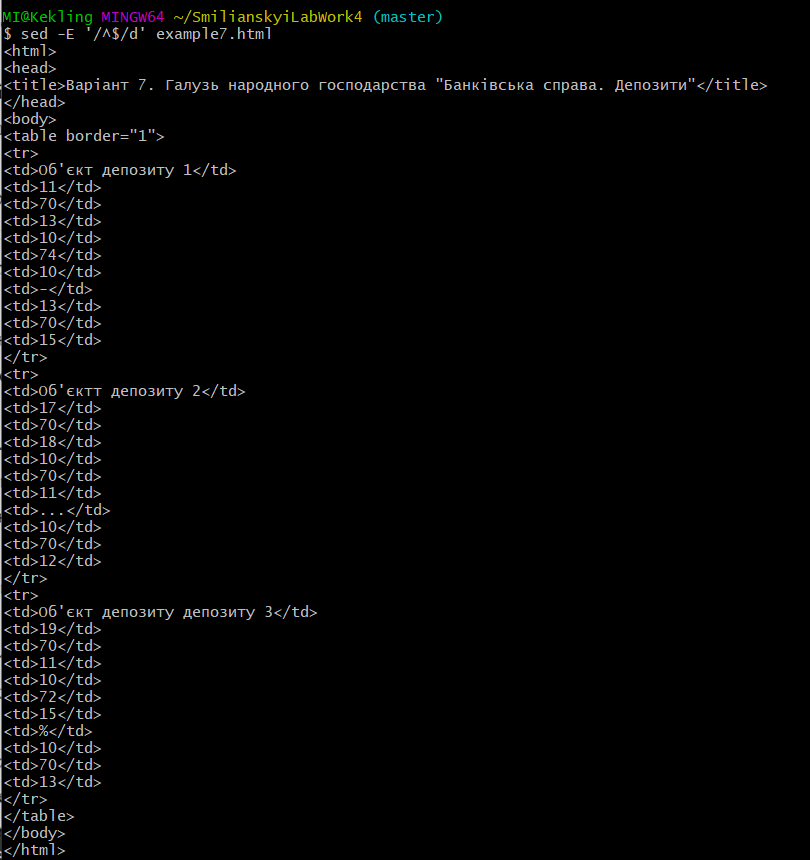 MI@Kekling MINGW64 ~/SmilianskyiLabWork4 (master)
$ sed -E '/^$/d' example7.html
<html>
<head>
<title>Варіант 7. Галузь народного господарства "Банківська справа. Депозити"</title>
</head>
<body>
<table border="1">
<tr>
<td>Об'єкт депозиту 1</td>
<td>11</td>
<td>70</td>
<td>13</td>
<td>10</td>
<td>74</td>
<td>10</td>
<td>-</td>
<td>13</td>
<td>70</td>
<td>15</td>
</tr>
<tr>
<td>Об'єктт депозиту 2</td>
<td>17</td>
<td>70</td>
<td>18</td>
<td>10</td>
<td>70</td>
<td>11</td>
<td>...</td>
<td>10</td>
<td>70</td>
<td>12</td>
</tr>
<tr>
<td>Об'єкт депозиту депозиту 3</td>
<td>19</td>
<td>70</td>
<td>11</td>
<td>10</td>
<td>72</td>
<td>15</td>
<td>%</td>
<td>10</td>
<td>70</td>
<td>13</td>
</tr>
</table>
</body>
</html>